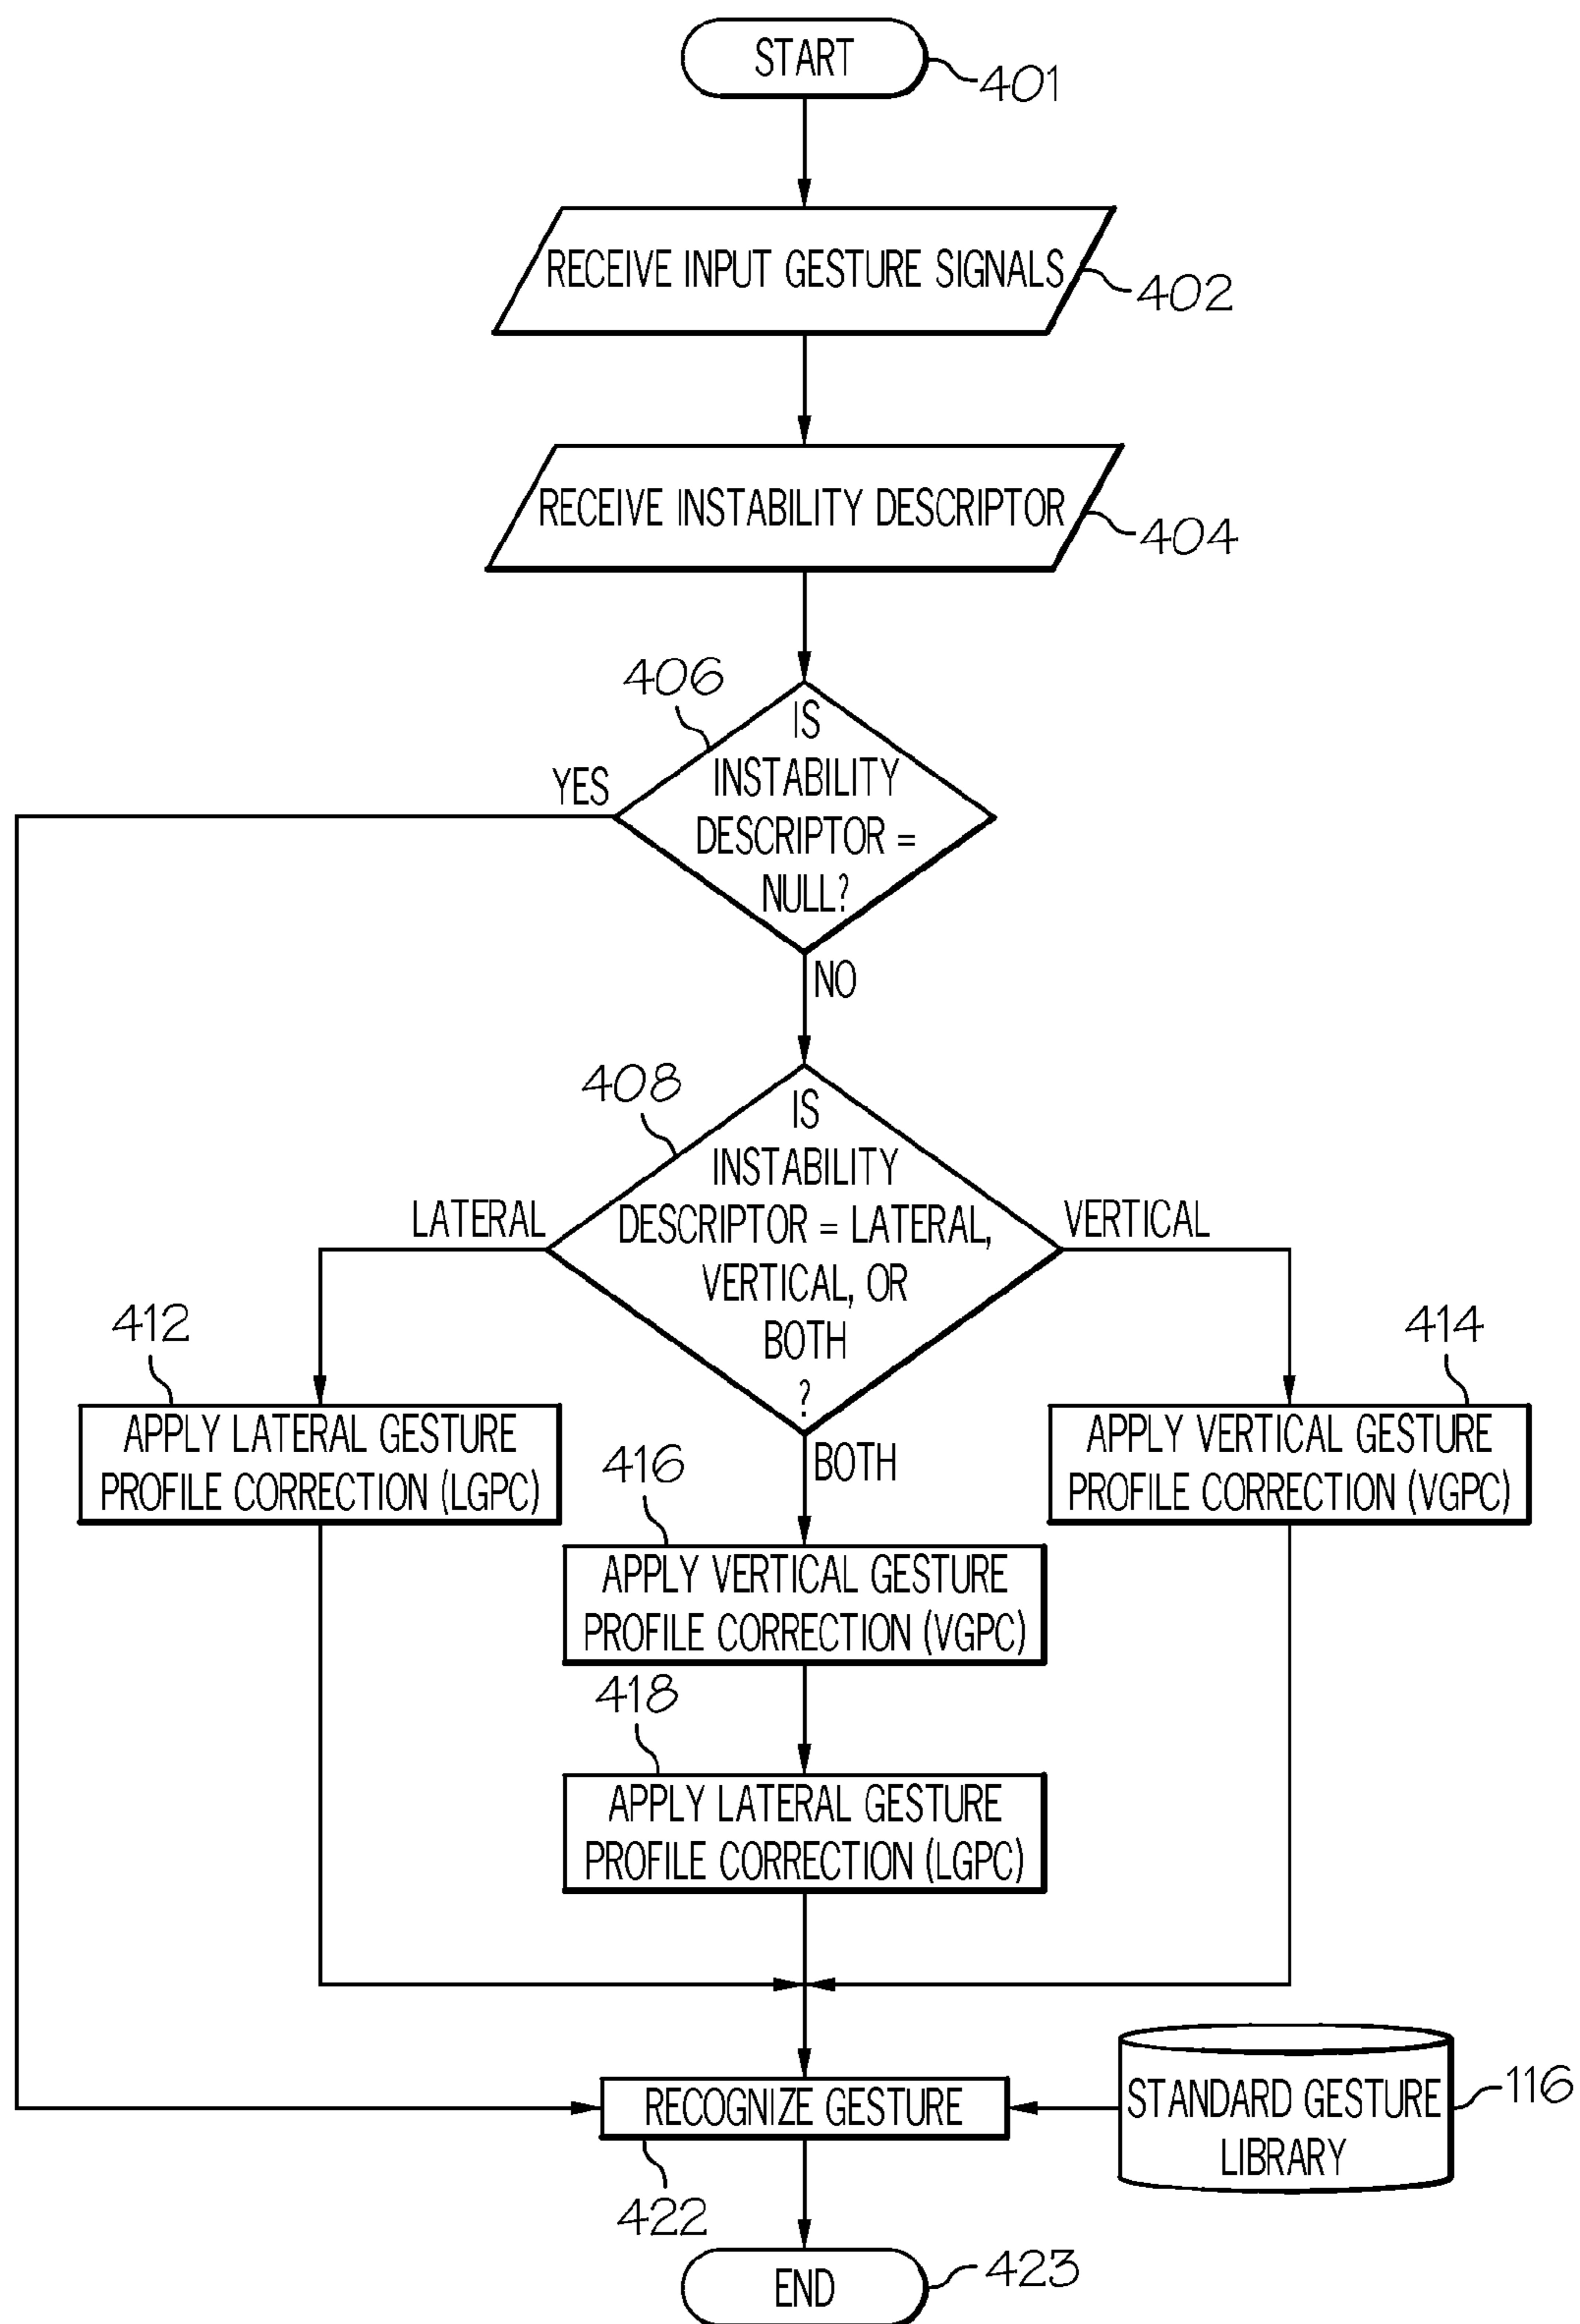 START
401
RECEIVE INPUT GESTURE SIGNALS
402
RECEIVE INSTABILITY DESCRIPTOR
404
406
IS
INSTABILITY
DESCRIPTOR =
NULL?
YES
NO
408
IS
INSTABILITY
DESCRIPTOR = LATERAL,
VERTICAL, OR
BOTH
?
LATERAL
VERTICAL
BOTH
412
APPLY LATERAL GESTURE
PROFILE CORRECTION (LGPC)
414
APPLY VERTICAL GESTURE
PROFILE CORRECTION (VGPC)
416
APPLY VERTICAL GESTURE
PROFILE CORRECTION (VGPC)
418
APPLY LATERAL GESTURE
PROFILE CORRECTION (LGPC)
RECOGNIZE GESTURE
422
STANDARD GESTURE
LIBRARY
116
END
423